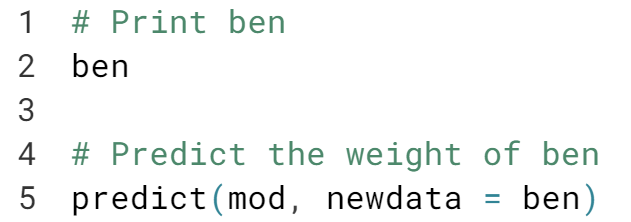 1 # Print ben
2 ben
3
4 # Predict the weight of ben
5 predict(mod, newdata = ben)